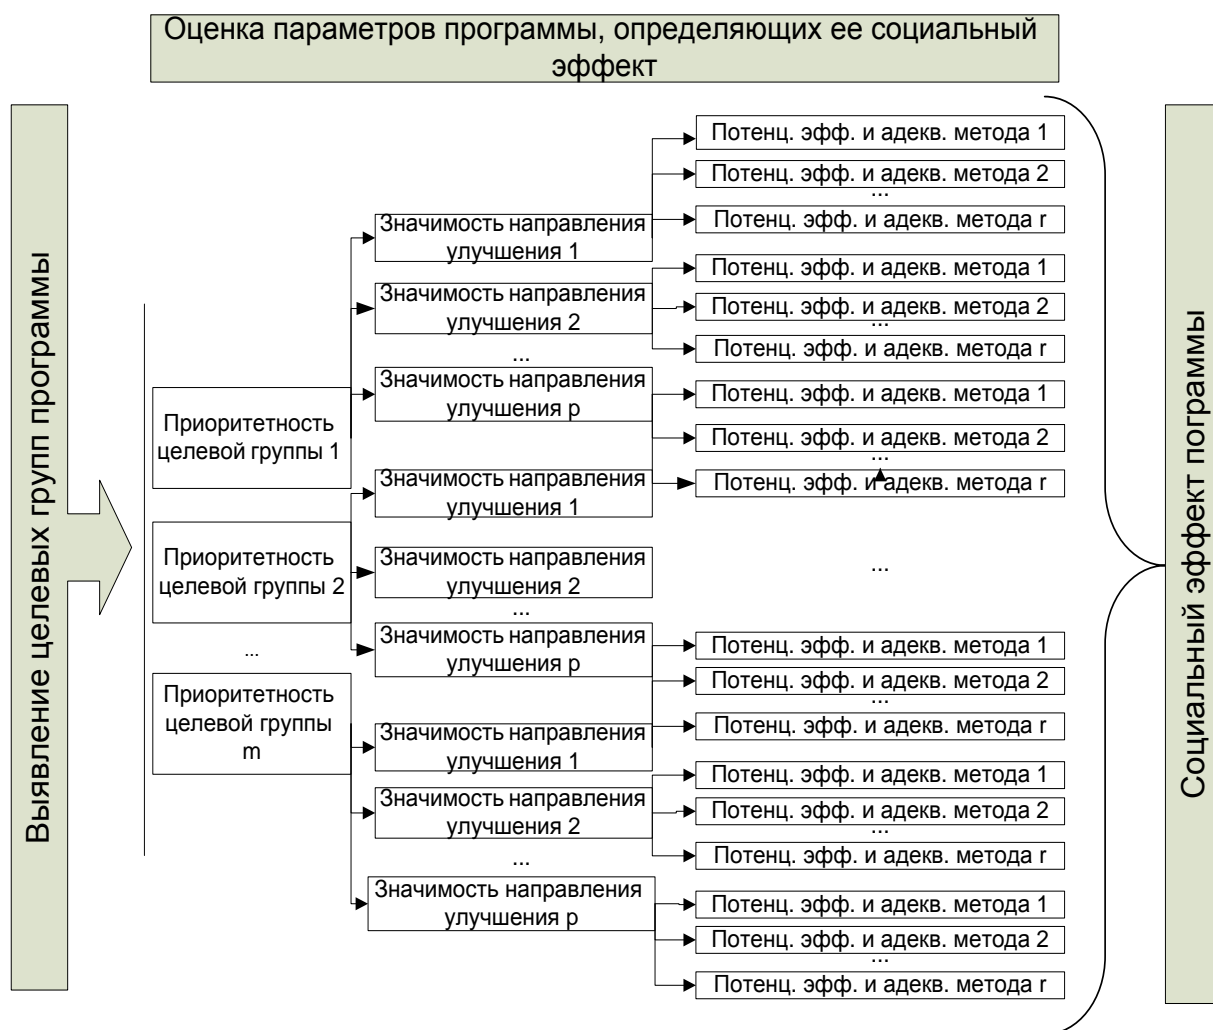 Оценка параметров программы, определяющих ее социальный
эффект
Выявление целевых групп программы
Приоритетность
целевой группы 1
Приоритетность
целевой группы 2
...
Приоритетность
целевой группы
m
Значимость направления
улучшения 1
Значимость направления
улучшения 2
...
Значимость направления
улучшения p
Значимость направления
улучшения 1
Значимость направления
улучшения 2
...
Значимость направления
улучшения p
Значимость направления
улучшения 1
Значимость направления
улучшения 2
...
Значимость направления
улучшения p
Потенц. эфф. и адекв. метода 1
Потенц. эфф. и адекв. метода 2
...
Потенц. эфф. и адекв. метода r
Потенц. эфф. и адекв. метода 1
Потенц. эфф. и адекв. метода 2
...
Потенц. эфф. и адекв. метода r
Потенц. эфф. и адекв. метода 1
Потенц. эфф. и адекв. метода 2
...
Потенц. эфф. и адекв. метода r
...
Потенц. эфф. и адекв. метода 1
Потенц. эфф. и адекв. метода 2
...
Потенц. эфф. и адекв. метода r
Потенц. эфф. и адекв. метода 1
Потенц. эфф. и адекв. метода 2
...
Потенц. эфф. и адекв. метода r
Потенц. эфф. и адекв. метода 1
Потенц. эфф. и адекв. метода 2
...
Потенц. эфф. и адекв. метода r
Социальный эффект пограммы